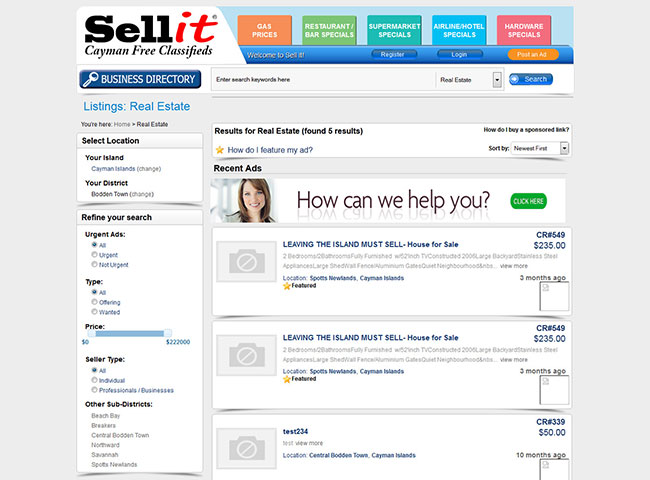 Sellit
Cayman Free Classifieds
GAS PRICES
RESTAURANT / BAR SPECIALS
SUPERMARKET SPECIALS
AIRLINE/HOTEL SPECIALS
HARDWARE SPECIALS
Welcome to Sell It!
Register
Login
Post an Ad
BUSINESS DIRECTORY
Enter search keywords here
Real Estate
Search
Listings: Real Estate
You're here: Home > Real Estate
Select Location
Your Island
Cayman Islands (change)
Your District
Bodden Town (change)
Refine your search
Urgent Ads:
All
Urgent
Not Urgent
Type:
All
Offering
Wanted
Price:
$0 $222000
Seller Type:
All
Individual
Professionals / Businesses
Other Sub-Districts:
Beach Bay
Breakers
Central Bodden Town
Northward
Savannah
Spotts Newlands
Results for Real Estate (found 5 results)
How do I buy a sponsored link?
How do I feature my ad?
Sort by: Newest First
Recent Ads
How can we help you?
CLICK HERE
CR#549
LEAVING THE ISLAND MUST SELL- House for Sale
$235.00
2 Bedrooms/2BathroomsFully Furnished w/52'inch TVConstructed 2006Large BackyardStainless Steel
AppliancesLarge ShedWall Fence/Aluminium GatesQuiet Neighbourhood&nbs... view more
Location: Spotts Newlands, Cayman Islands
3 months ago
Featured
CR#549
LEAVING THE ISLAND MUST SELL- House for Sale
$235.00
2 Bedrooms/2BathroomsFully Furnished w/52'inch TVConstructed 2006Large BackyardStainless Steel
AppliancesLarge ShedWall Fence/Aluminium GatesQuiet Neighbourhood&nbs... view more
Location: Spotts Newlands, Cayman Islands
3 months ago
Featured
CR#339
test234
$50.00
test view more
Location: Central Bodden Town, Cayman Islands
10 months ago